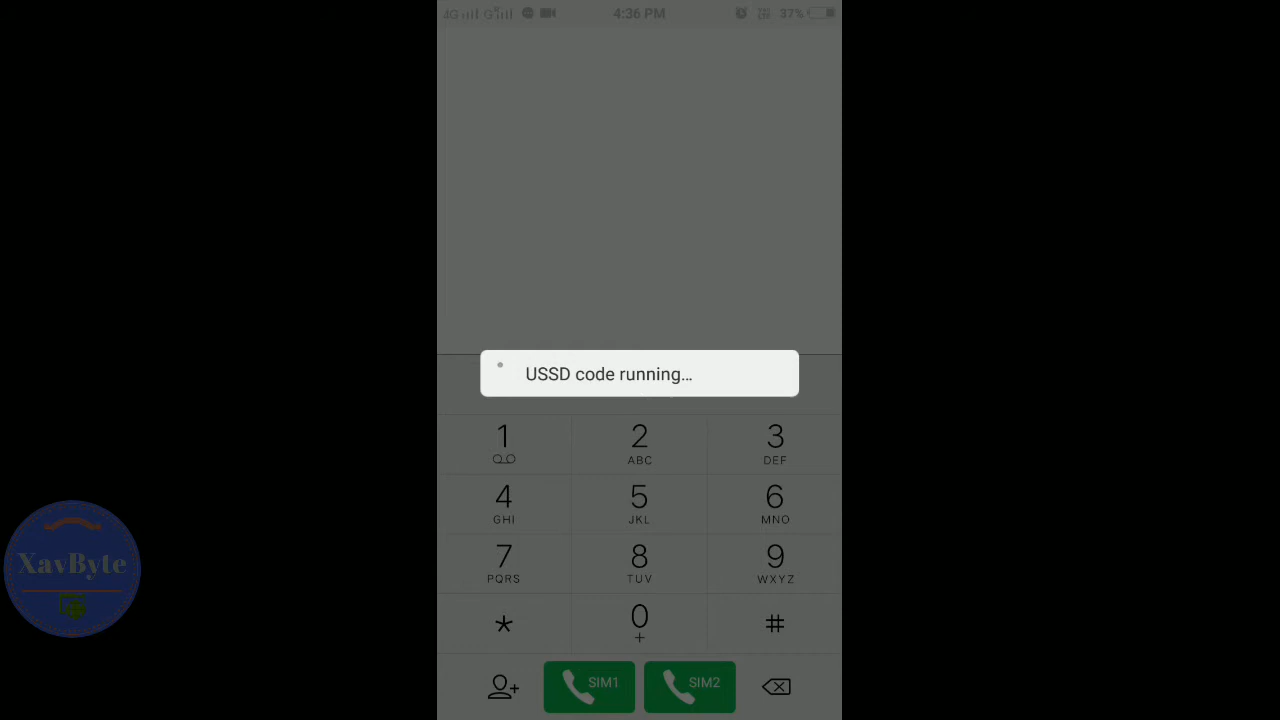 4G G 4:36 PM 37%
USSD code running...
1 2 3
ABC DEF
4 5 6
GHI JKL MNO
7 8 9
PQRS TUV WXYZ
* 0 #
+
SIM1 SIM2
XavByte